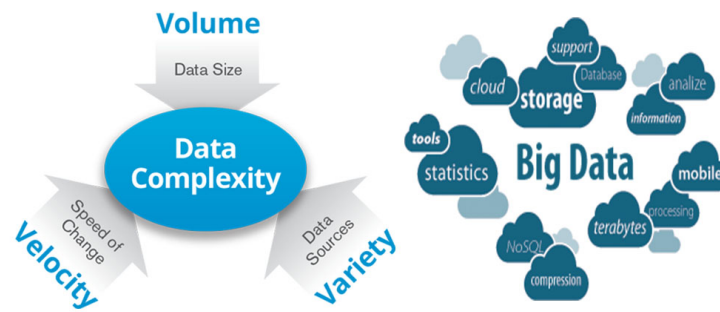 Volume
Data Size
Data
Complexity
Speed of
Change
Velocity
Data
Sources
Variety
support
Database
cloud
storage
analize
information
tools
statistics
Big Data
mobile
processing
terabytes
NoSQL
compression